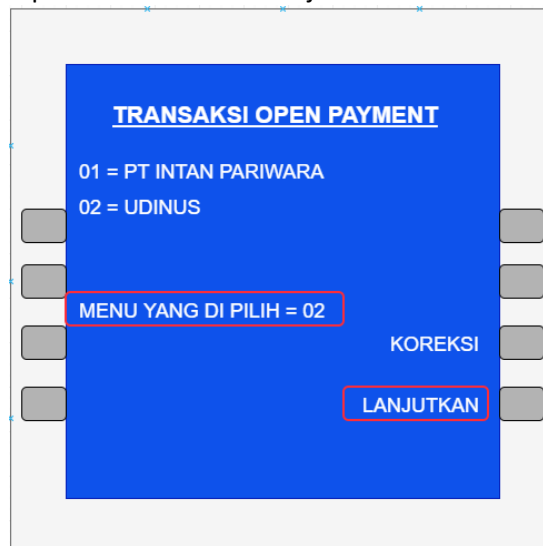 TRANSAKSI OPEN PAYMENT
01 = PT INTAN PARIWARA
02 = UDINUS
MENU YANG DI PILIH = 02
KOREKSI
LANJUTKAN